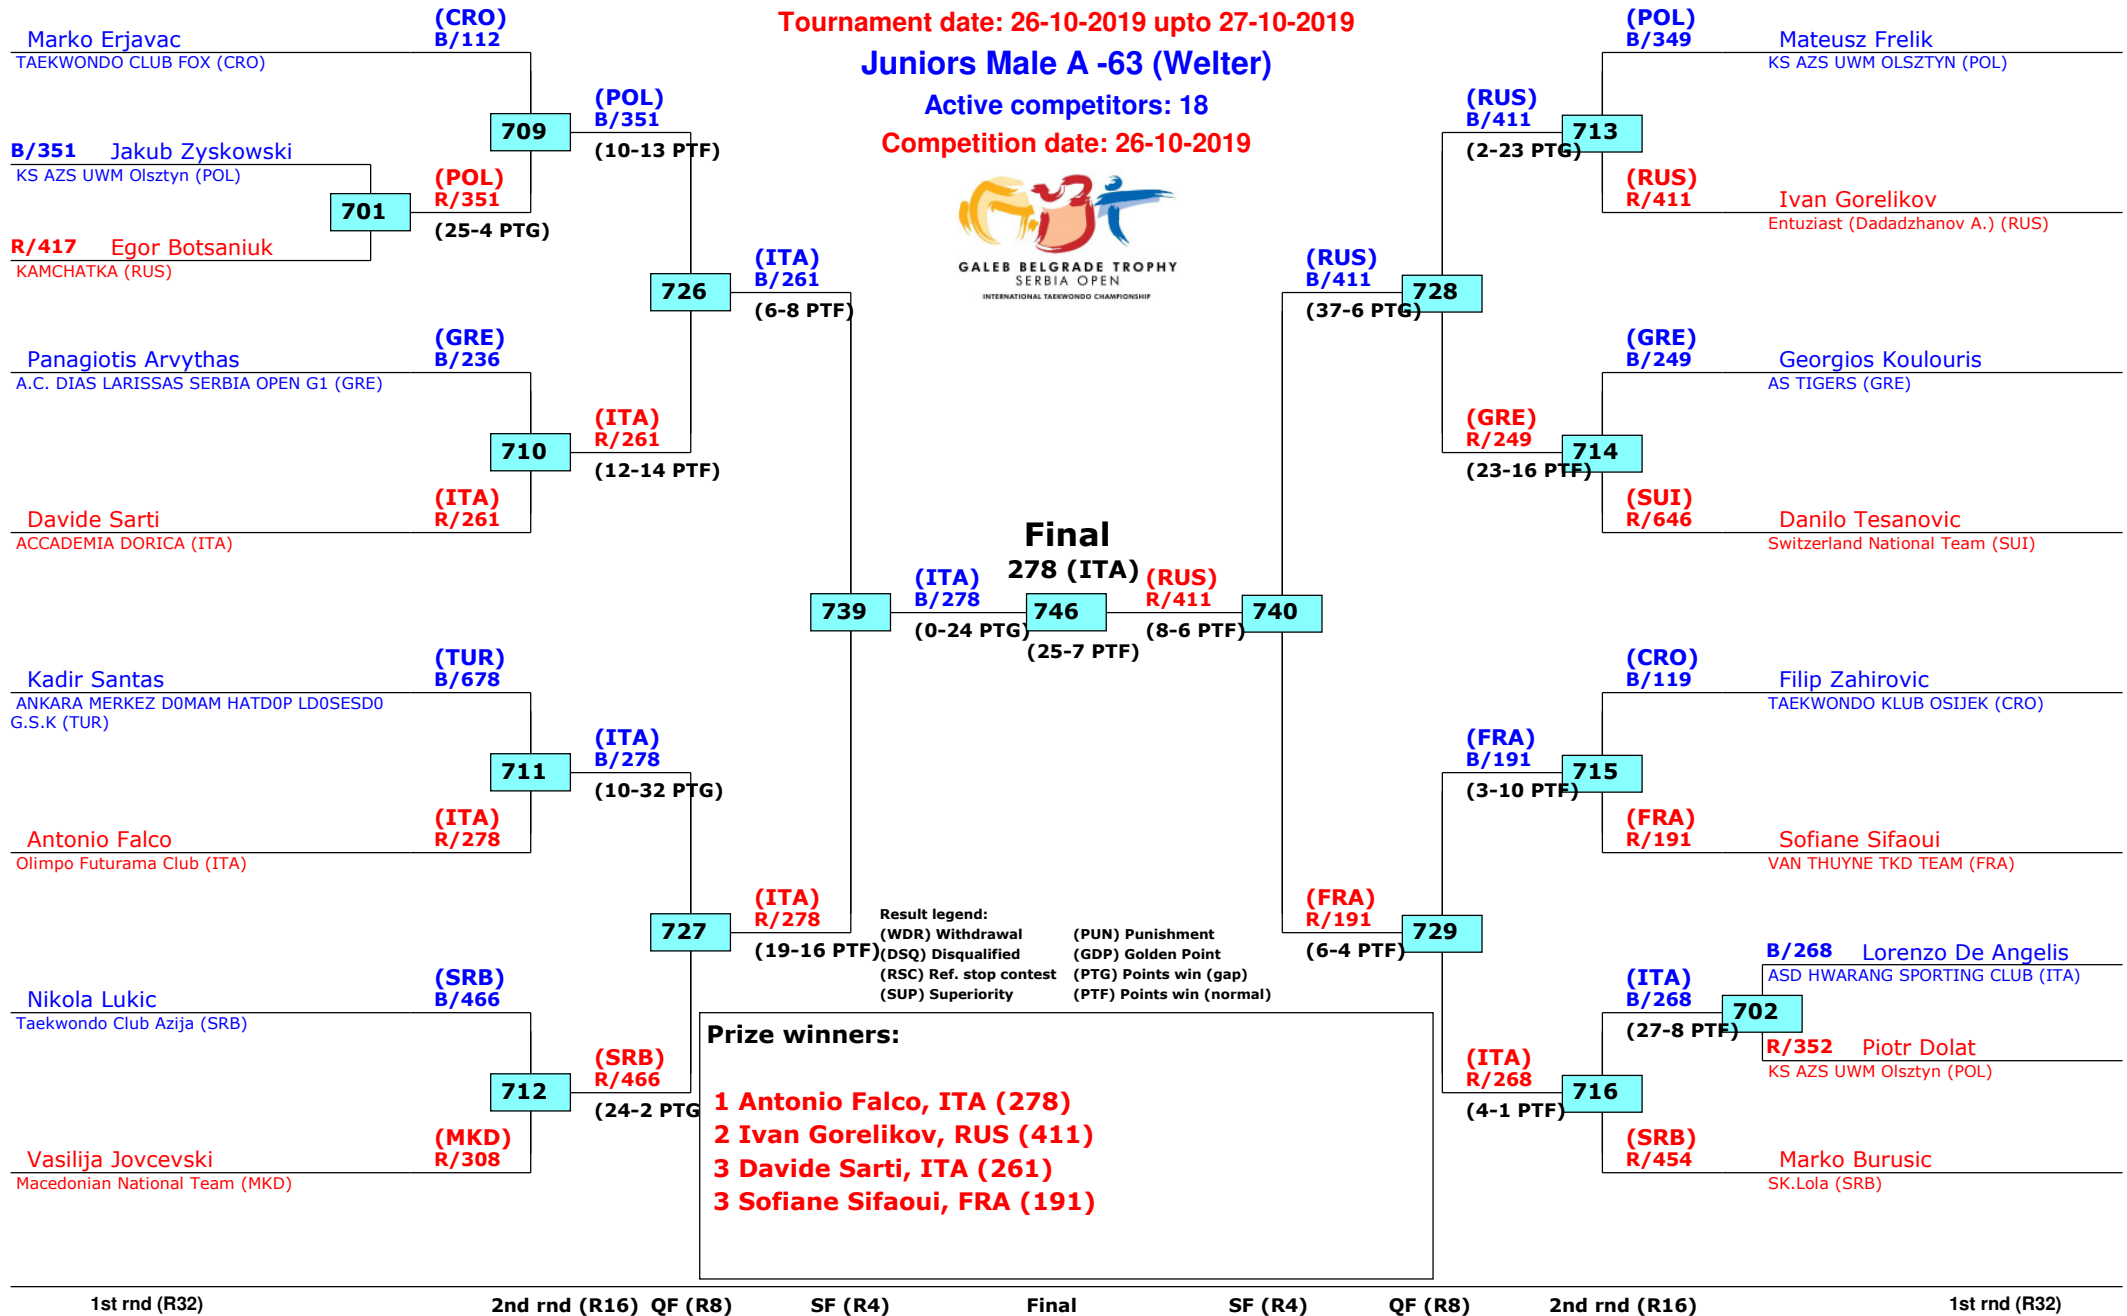 Tournament date: 26-10-2019 upto 27-10-2019
Juniors Male A -63 (Welter)
Active competitors: 18
Competition date: 26-10-2019
GALEB BELGRADE TROPHY
SERBIA OPEN
INTERNATIONAL TAEKWONDO CHAMPIONSHIP
Marko Erjavac
TAEKWONDO CLUB FOX (CRO)
(CRO)
B/112
B/351 Jakub Zyskowski
KS AZS UWM Olsztyn (POL)
701
R/417 Egor Botsaniuk
KAMCHATKA (RUS)
(POL)
R/351
(25-4 PTG)
709
(POL)
B/351
(10-13 PTF)
Panagiotis Arvythas
A.C. DIAS LARISSAS SERBIA OPEN G1 (GRE)
(GRE)
B/236
710
Davide Sarti
ACCADEMIA DORICA (ITA)
(ITA)
R/261
(ITA)
R/261
(12-14 PTF)
726
(ITA)
B/261
(6-8 PTF)
Kadir Santas
ANKARA MERKEZ D0MAM HATD0P LD0SESD0
G.S.K (TUR)
(TUR)
B/678
711
Antonio Falco
Olimpo Futurama Club (ITA)
(ITA)
R/278
(ITA)
B/278
(10-32 PTG)
Nikola Lukic
Taekwondo Club Azija (SRB)
(SRB)
B/466
712
Vasilija Jovcevski
Macedonian National Team (MKD)
(MKD)
R/308
(SRB)
R/466
(24-2 PTG
727
(ITA)
R/278
(19-16 PTF)
739
(ITA)
B/278
(0-24 PTG)
Final
278 (ITA)
746
(25-7 PTF)
(RUS)
R/411
(8-6 PTF)
740
(RUS)
B/411
(37-6 PTG)
728
(RUS)
B/411
(2-23 PTG)
713
(POL)
B/349
Mateusz Frelik
KS AZS UWM OLSZTYN (POL)
(RUS)
R/411
Ivan Gorelikov
Entuziast (Dadadzhanov A.) (RUS)
(GRE)
R/249
(23-16 PTF)
714
(GRE)
B/249
Georgios Koulouris
AS TIGERS (GRE)
(SUI)
R/646
Danilo Tesanovic
Switzerland National Team (SUI)
(FRA)
R/191
(6-4 PTF)
729
(FRA)
B/191
(3-10 PTF)
715
(CRO)
B/119
Filip Zahirovic
TAEKWONDO KLUB OSIJEK (CRO)
(FRA)
R/191
Sofiane Sifaoui
VAN THUYNE TKD TEAM (FRA)
(ITA)
R/268
(4-1 PTF)
716
(ITA)
B/268
(27-8 PTF)
702
B/268 Lorenzo De Angelis
ASD HWARANG SPORTING CLUB (ITA)
R/352 Piotr Dolat
KS AZS UWM Olsztyn (POL)
(SRB)
R/454
Marko Burusic
SK.Lola (SRB)
Result legend:
(WDR) Withdrawal (PUN) Punishment
(DSQ) Disqualified (GDP) Golden Point
(RSC) Ref. stop contest (PTG) Points win (gap)
(SUP) Superiority (PTF) Points win (normal)
Prize winners:
1 Antonio Falco, ITA (278)
2 Ivan Gorelikov, RUS (411)
3 Davide Sarti, ITA (261)
3 Sofiane Sifaoui, FRA (191)
1st rnd (R32) 2nd rnd (R16) QF (R8) SF (R4) Final SF (R4) QF (R8) 2nd rnd (R16) 1st rnd (R32)